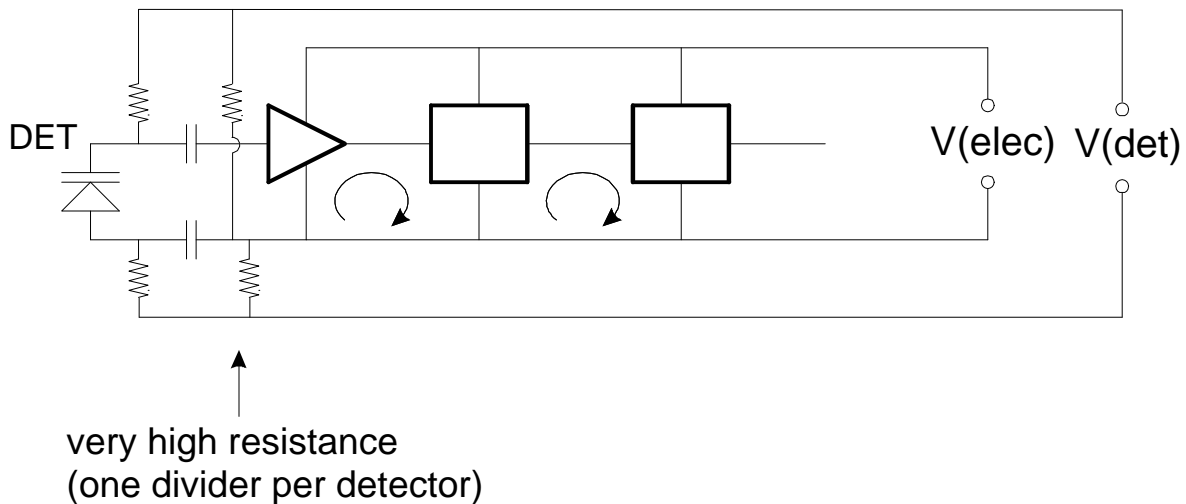 DET
V(elec)
V(det)
very high resistance
(one divider per detector)